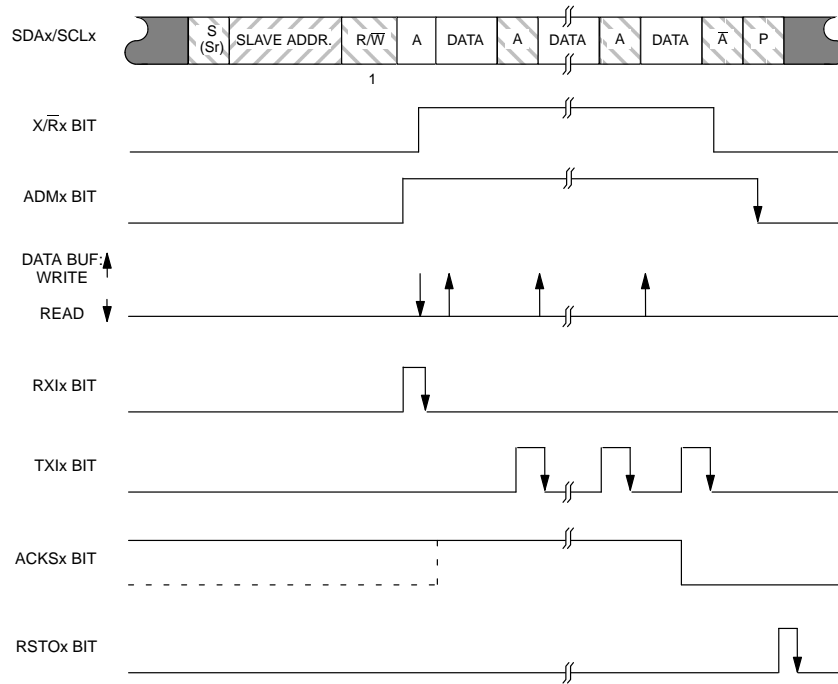 SDAx/SCLx
S
(Sr)
SLAVE ADDR.
R/W̅
A
DATA
A
DATA
A
DATA
A̅
P
1
X/R̅x BIT
ADMx BIT
DATA BUF:
WRITE
READ
RXIx BIT
TXIx BIT
ACKSx BIT
RSTOx BIT